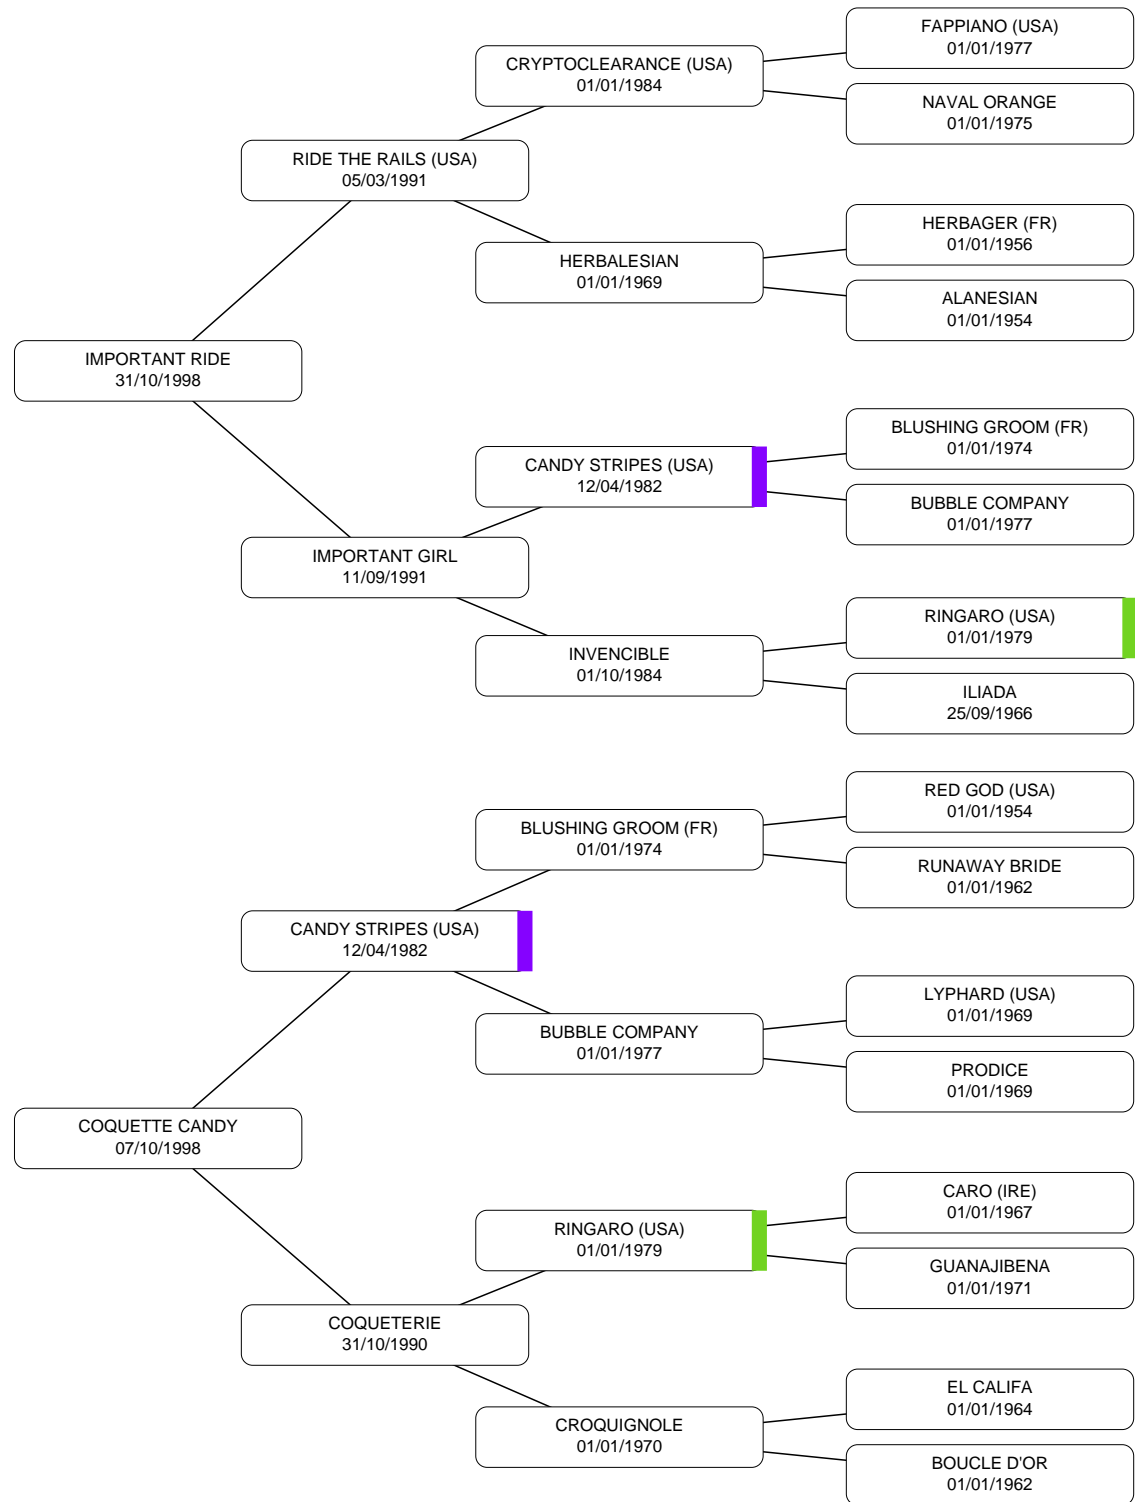 FAPPIANO (USA)
01/01/1977
CRYPTOCLEARANCE (USA)
01/01/1984
NAVAL ORANGE
01/01/1975
RIDE THE RAILS (USA)
05/03/1991
HERBAGER (FR)
01/01/1956
HERBALESIAN
01/01/1969
ALANESIAN
01/01/1954
IMPORTANT RIDE
31/10/1998
BLUSHING GROOM (FR)
01/01/1974
CANDY STRIPES (USA)
12/04/1982
BUBBLE COMPANY
01/01/1977
IMPORTANT GIRL
11/09/1991
RINGARO (USA)
01/01/1979
INVENCIBLE
01/10/1984
ILIADA
25/09/1966
RED GOD (USA)
01/01/1954
BLUSHING GROOM (FR)
01/01/1974
RUNAWAY BRIDE
01/01/1962
CANDY STRIPES (USA)
12/04/1982
LYPHARD (USA)
01/01/1969
BUBBLE COMPANY
01/01/1977
PRODICE
01/01/1969
COQUETTE CANDY
07/10/1998
CARO (IRE)
01/01/1967
RINGARO (USA)
01/01/1979
GUANAJIBENA
01/01/1971
COQUETERIE
31/10/1990
EL CALIFA
01/01/1964
CROQUIGNOLE
01/01/1970
BOUCLE D'OR
01/01/1962